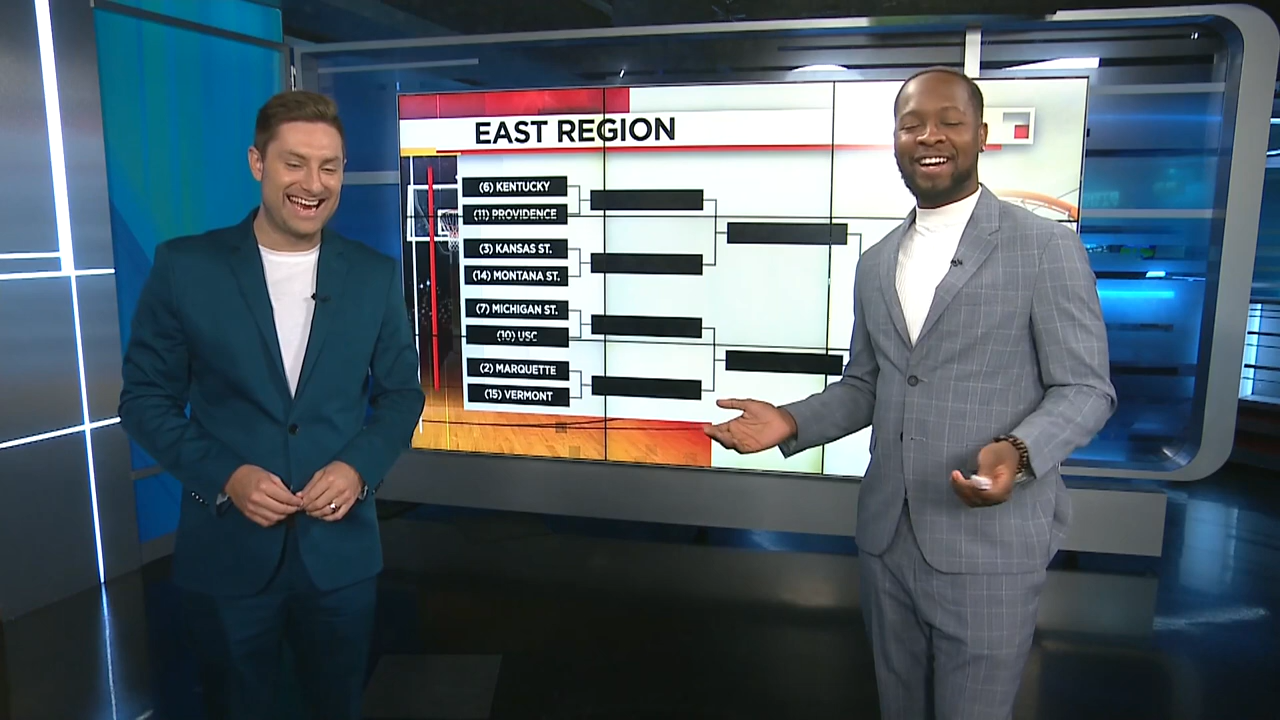 EAST REGION
(6) KENTUCKY
(11) PROVIDENCE
(3) KANSAS ST.
(14) MONTANA ST.
(7) MICHIGAN ST.
(10) USC
(2) MARQUETTE
(15) VERMONT